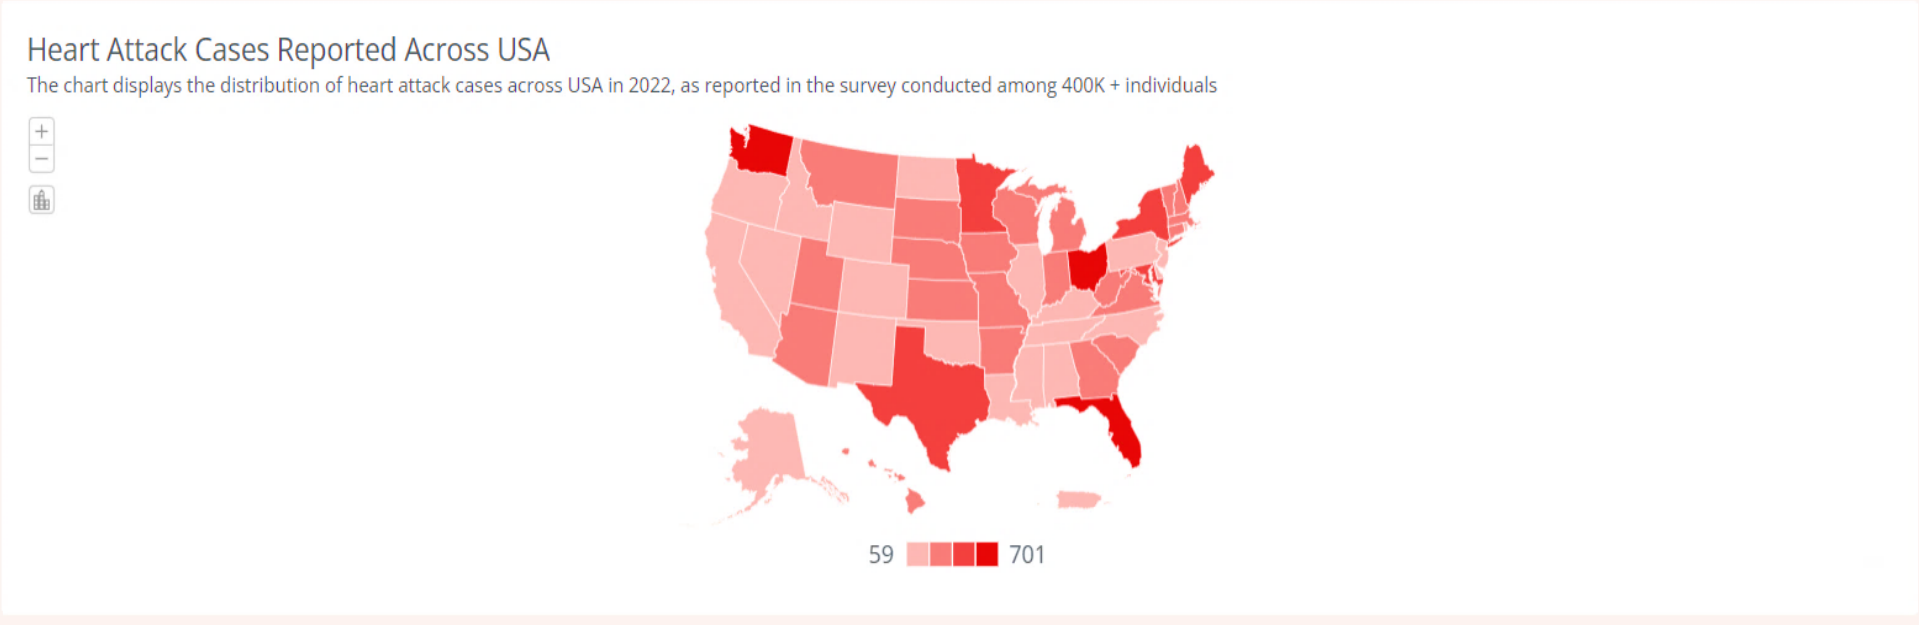 Heart Attack Cases Reported Across USA
The chart displays the distribution of heart attack cases across USA in 2022, as reported in the survey conducted among 400K + individuals
+
−
59 701